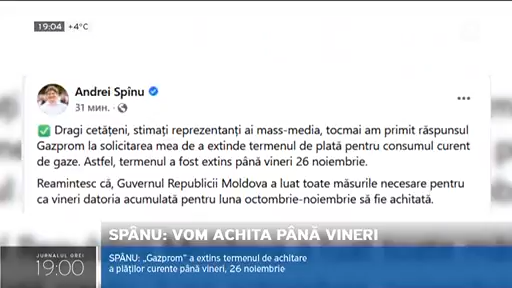 19:04 +4°C
Andrei Spînu
31 мин. ·
Dragi cetățeni, stimați reprezentanți ai mass-media, tocmai am primit răspunsul
Gazprom la solicitarea mea de a extinde termenul de plată pentru consumul curent
de gaze. Astfel, termenul a fost extins până vineri 26 noiembrie.
Reamintesc că, Guvernul Republicii Moldova a luat toate măsurile necesare pentru
ca vineri datoria acumulată pentru luna octombrie-noiembrie să fie achitată.
SPÂNU: VOM ACHITA PÂNĂ VINERI
JURNALUL OREI
19:00
SPÂNU: „Gazprom” a extins termenul de achitare
a plăților curente până vineri, 26 noiembrie